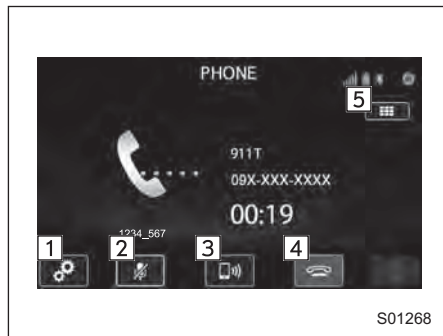 PHONE
5
911T
09X-XXX-XXXX
00:19
1234_567
1 2 3 4
S01268